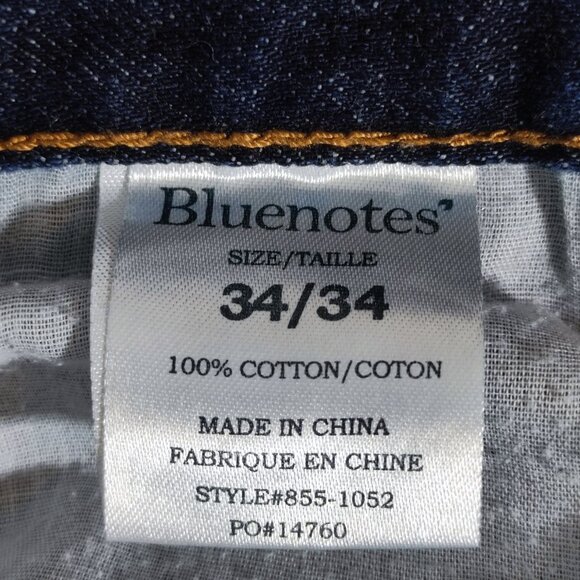 Bluenotes’
SIZE/TAILLE
34/34
100% COTTON/COTON
MADE IN CHINA
FABRIQUE EN CHINE
STYLE#855-1052
PO#14760